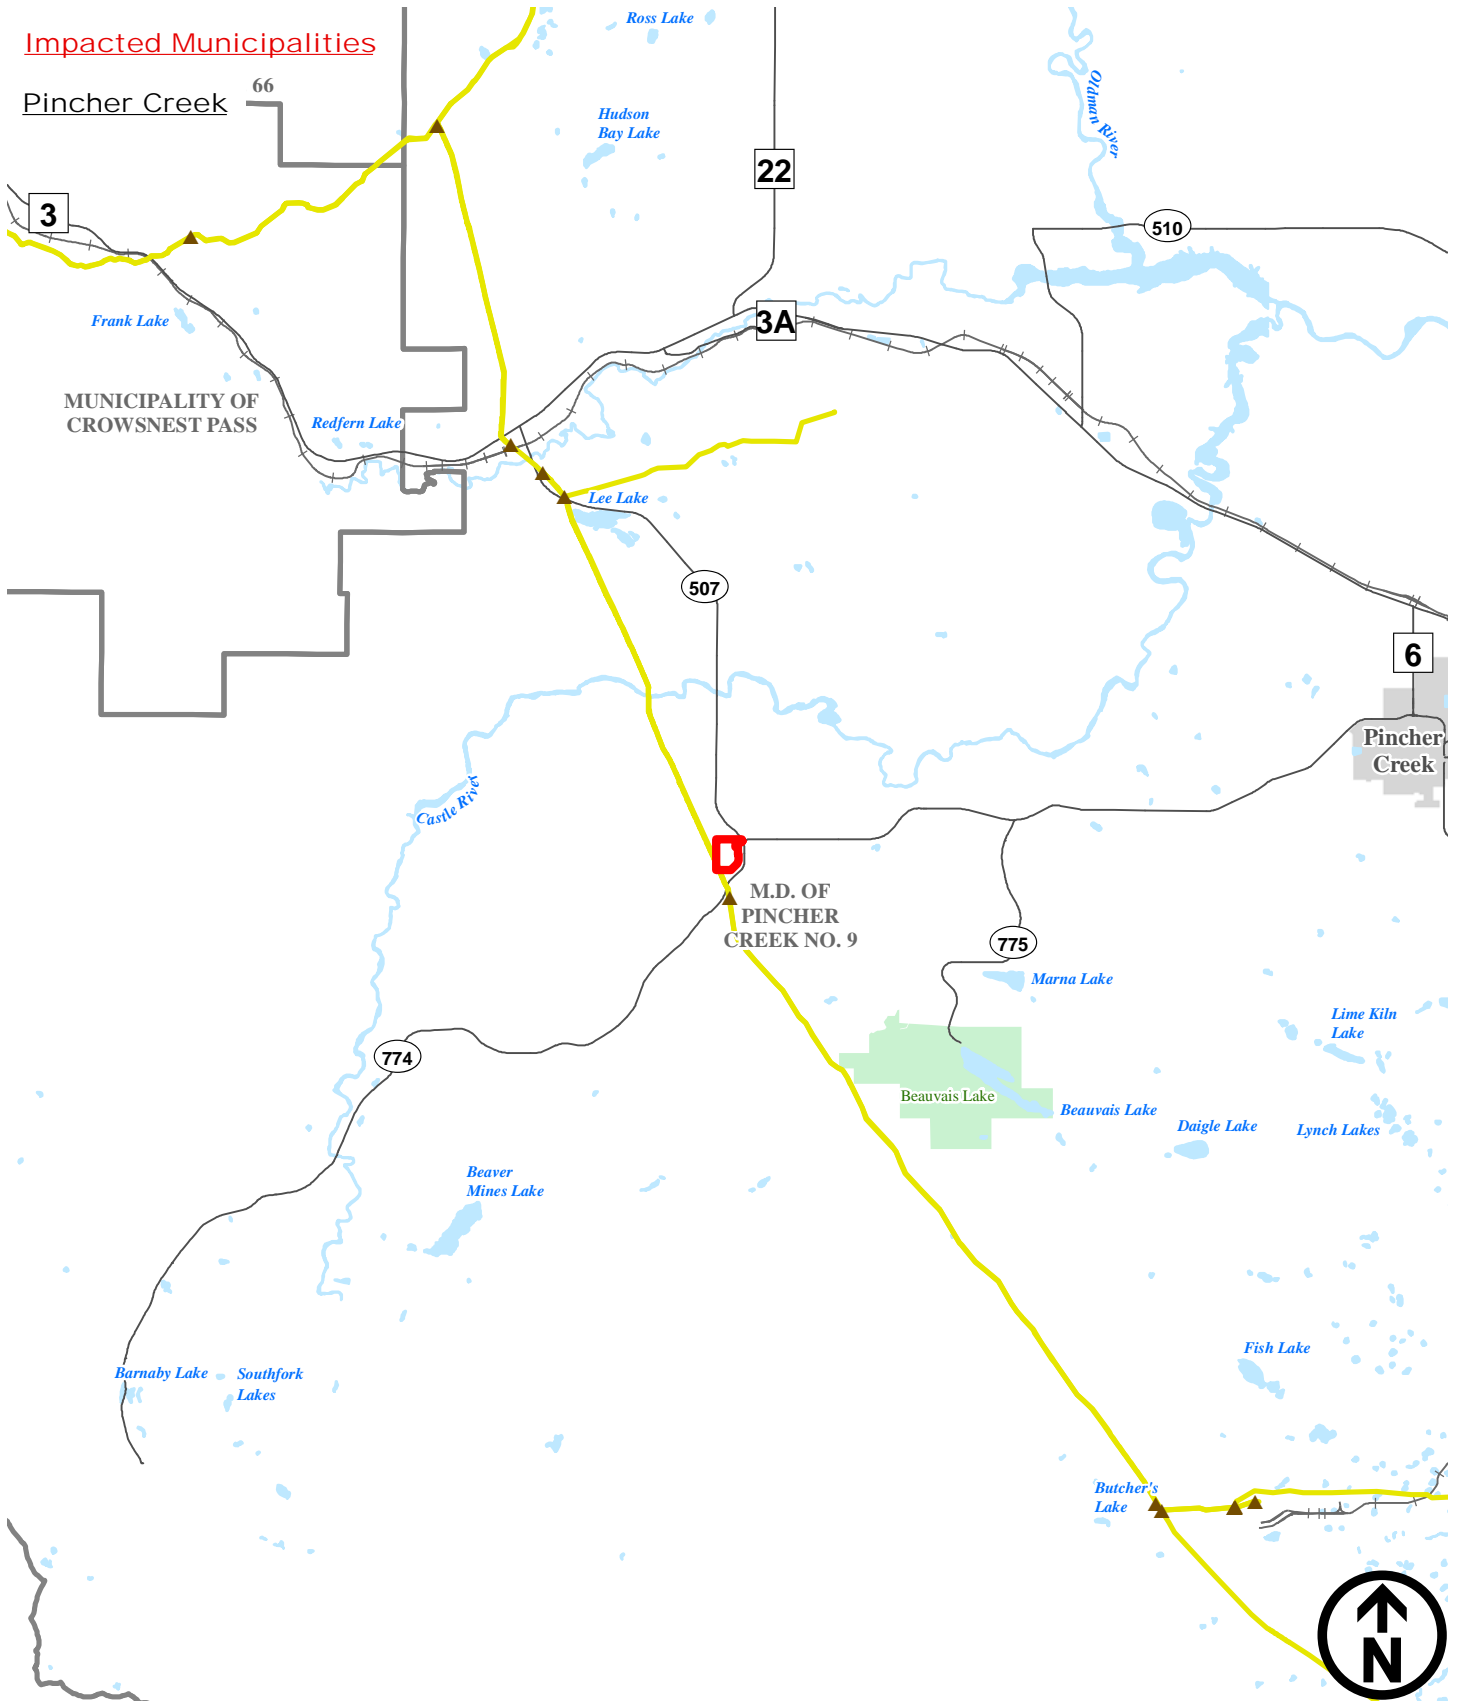 Impacted Municipalities
Pincher Creek
66
Ross Lake
Hudson
Bay Lake
Oldman River
22
3
510
Frank Lake
3A
MUNICIPALITY OF
CROWSNEST PASS
Redfern Lake
Lee Lake
507
6
Pincher
Creek
Castle River
M.D. OF
PINCHER
CREEK NO. 9
775
Marna Lake
Lime Kiln
Lake
774
Beauvais Lake
Beauvais Lake
Daigle Lake
Lynch Lakes
Beaver
Mines Lake
Fish Lake
Barnaby Lake
Southfork
Lakes
Butcher's
Lake
N